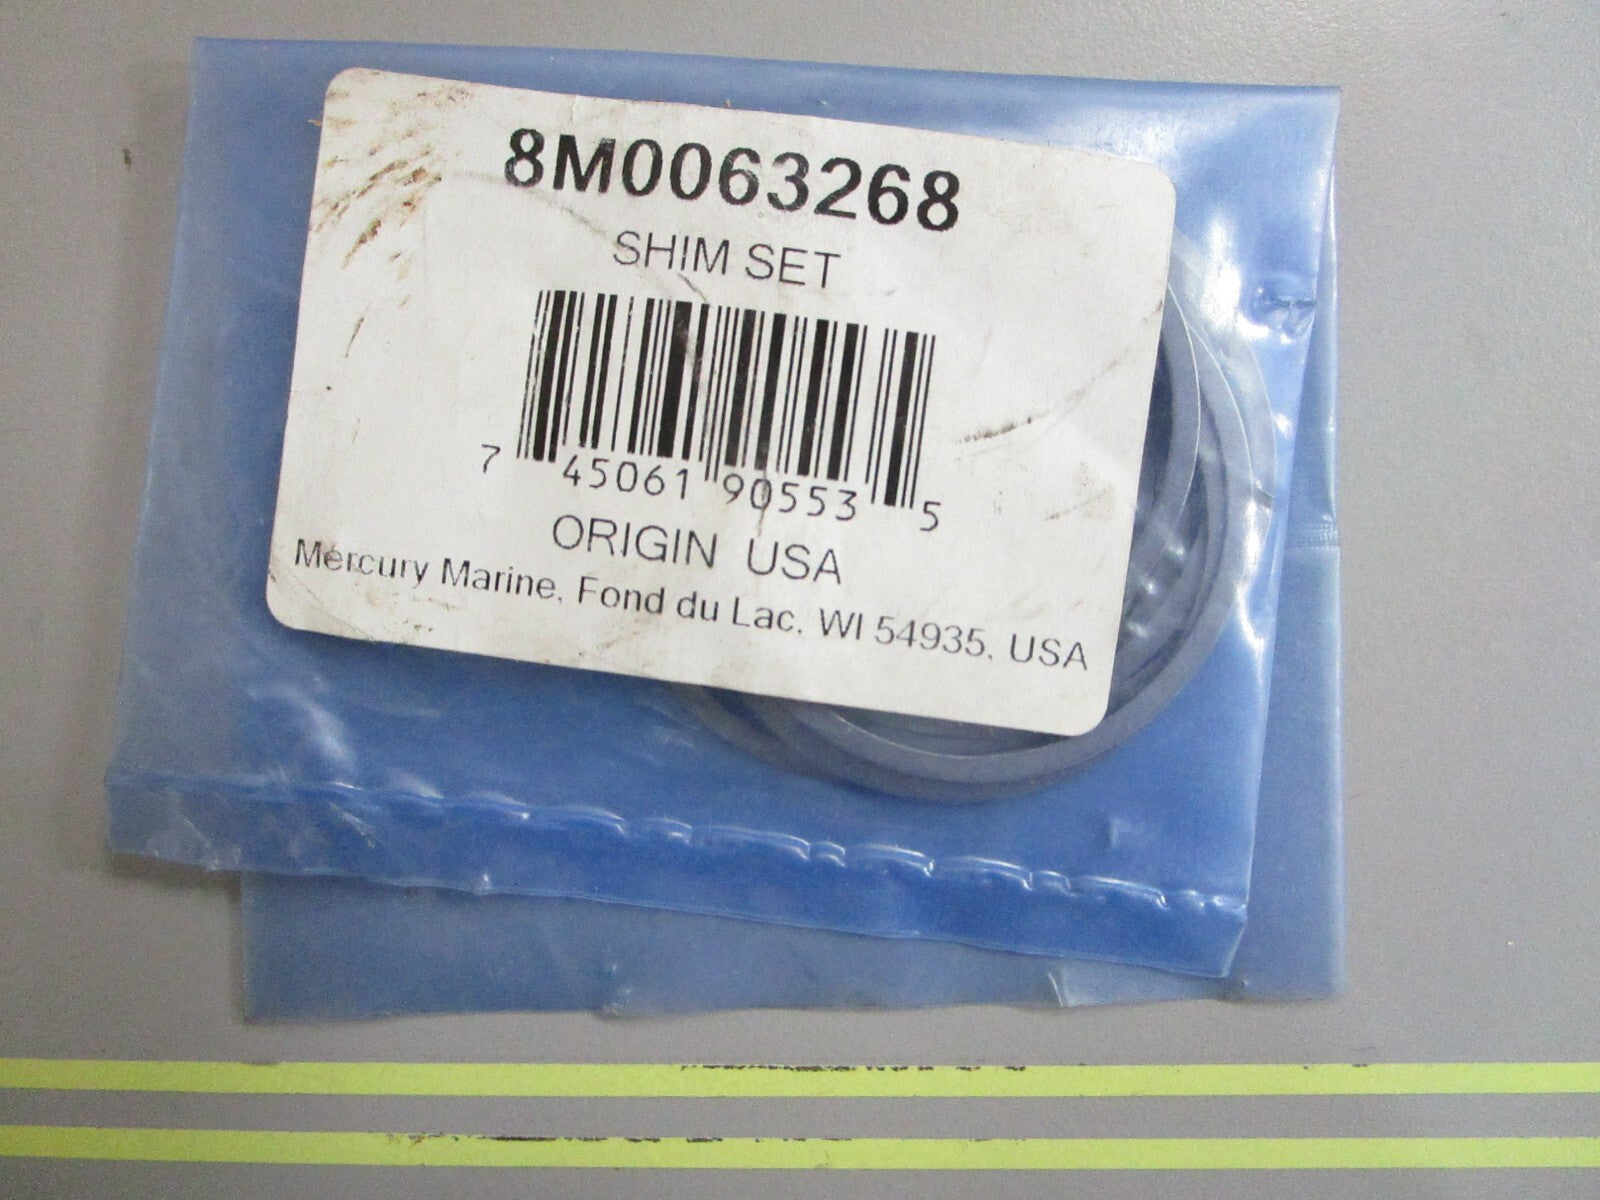 8M0063268
SHIM SET
7 45061 90553 5
ORIGIN USA
Mercury Marine, Fond du Lac, WI 54935, USA